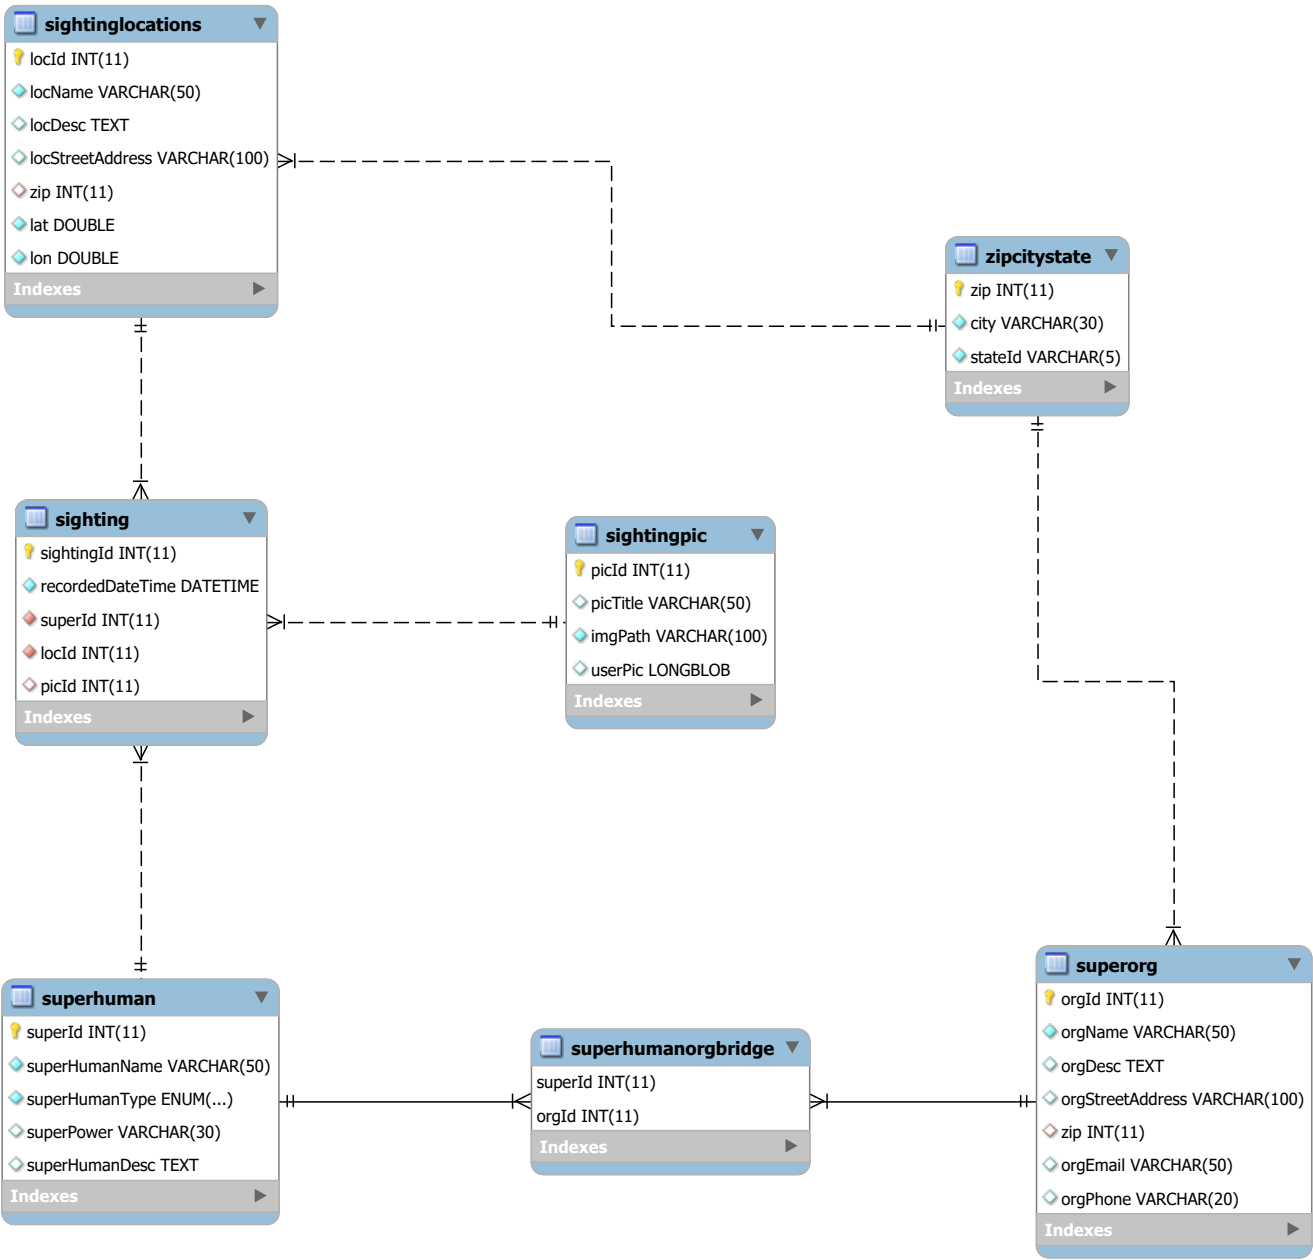 sightinglocations
locId INT(11)
locName VARCHAR(50)
locDesc TEXT
locStreetAddress VARCHAR(100)
zip INT(11)
lat DOUBLE
lon DOUBLE
Indexes
zipcitystate
zip INT(11)
city VARCHAR(30)
stateId VARCHAR(5)
Indexes
sighting
sightingId INT(11)
recordedDateTime DATETIME
superId INT(11)
locId INT(11)
picId INT(11)
Indexes
sightingpic
picId INT(11)
picTitle VARCHAR(50)
imgPath VARCHAR(100)
userPic LONGBLOB
Indexes
superhuman
superId INT(11)
superHumanName VARCHAR(50)
superHumanType ENUM(...)
superPower VARCHAR(30)
superHumanDesc TEXT
Indexes
superhumanorgbridge
superId INT(11)
orgId INT(11)
Indexes
superorg
orgId INT(11)
orgName VARCHAR(50)
orgDesc TEXT
orgStreetAddress VARCHAR(100)
zip INT(11)
orgEmail VARCHAR(50)
orgPhone VARCHAR(20)
Indexes